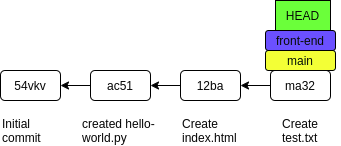 HEAD
front-end
main
54vkv
ac51
12ba
ma32
Initial
commit
created hello-
world.py
Create
index.html
Create
test.txt